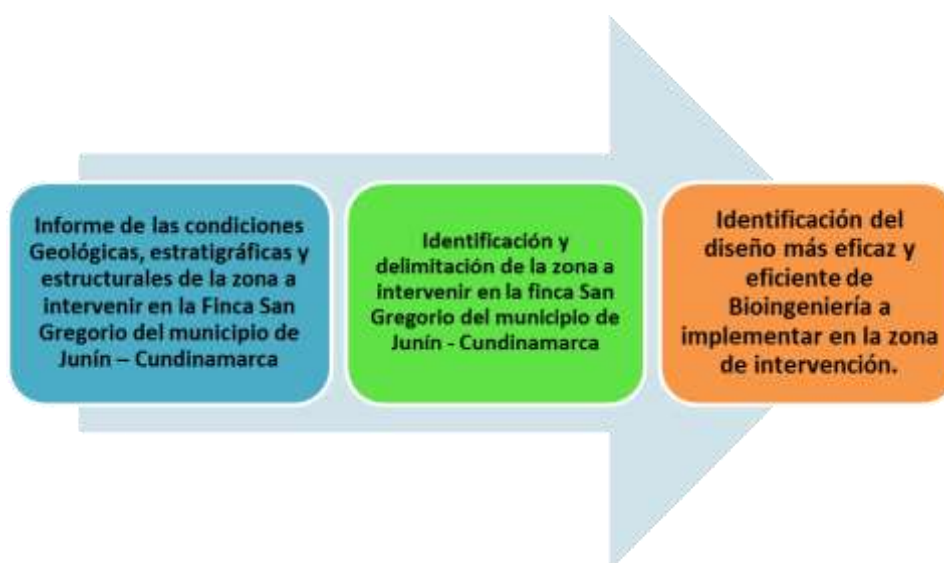 Informe de las condiciones
Geológicas, estratigráficas y
estructurales de la zona a
intervenir en la Finca San
Gregorio del municipio de
Junín – Cundinamarca
Identificación y
delimitación de la zona a
intervenir en la finca San
Gregorio del municipio de
Junín - Cundinamarca
Identificación del
diseño más eficaz y
eficiente de
Bioingeniería a
implementar en la zona
de intervención.